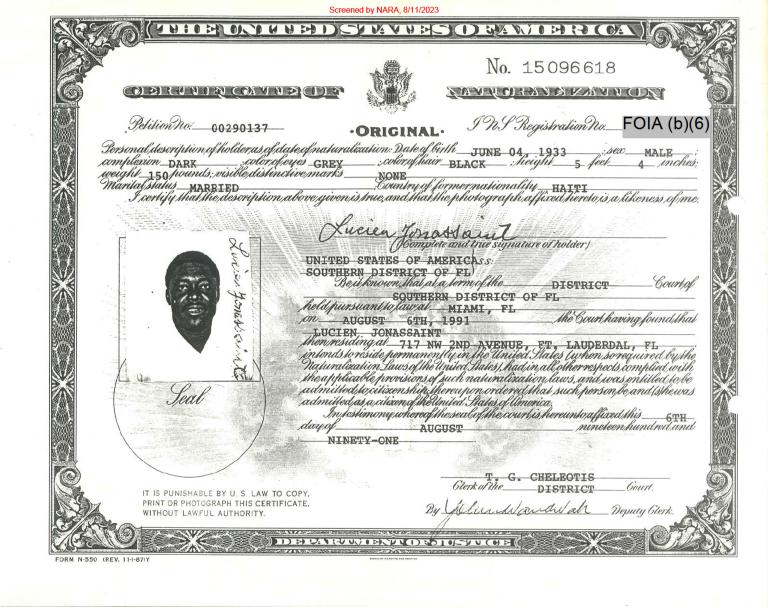 Screened by NARA, 8/11/2023
THE UNITED STATES OF AMERICA
No. 15096618
CERTIFICATE OF NATURALIZATION
Petition No. 00290137
I N S Registration No. FOIA (b)(6)
·ORIGINAL·
Personal description of holder as of date of naturalization: Date of birth JUNE 04, 1933 ; sex MALE ;
complexion DARK ; color of eyes GREY ; color of hair BLACK ; height 5 feet 4 inches;
weight 150 pounds; visible distinctive marks NONE
Marital status MARRIED Country of former nationality HAITI
I certify that the description above given is true, and that the photograph affixed hereto is a likeness of me.
Lucien Jonassaint
(Complete and true signature of holder)
Lucien Jonassaint
UNITED STATES OF AMERICA s.s:
SOUTHERN DISTRICT OF FL
Be it known, that at a term of the DISTRICT Court of
SOUTHERN DISTRICT OF FL
held pursuant to law at MIAMI, FL
on AUGUST 6TH, 1991 the Court having found that
LUCIEN JONASSAINT
then residing at 717 NW 2ND AVENUE, FT. LAUDERDAL, FL
intends to reside permanently in the United States (when so required by the
Naturalization Laws of the United States), had in all other respects complied with
the applicable provisions of such naturalization laws, and was entitled to be
admitted to citizenship, thereupon ordered that such person be and (s)he was
admitted as a citizen of the United States of America.
In testimony whereof the seal of the court is hereunto affixed this 6TH
day of AUGUST nineteen hundred and
NINETY-ONE
Seal
T. G. CHELEOTIS
Clerk of the DISTRICT Court.
By Deputy Clerk.
IT IS PUNISHABLE BY U. S. LAW TO COPY,
PRINT OR PHOTOGRAPH THIS CERTIFICATE,
WITHOUT LAWFUL AUTHORITY.
DEPARTMENT OF JUSTICE
FORM N-550 (REV. 11-1-87)Y